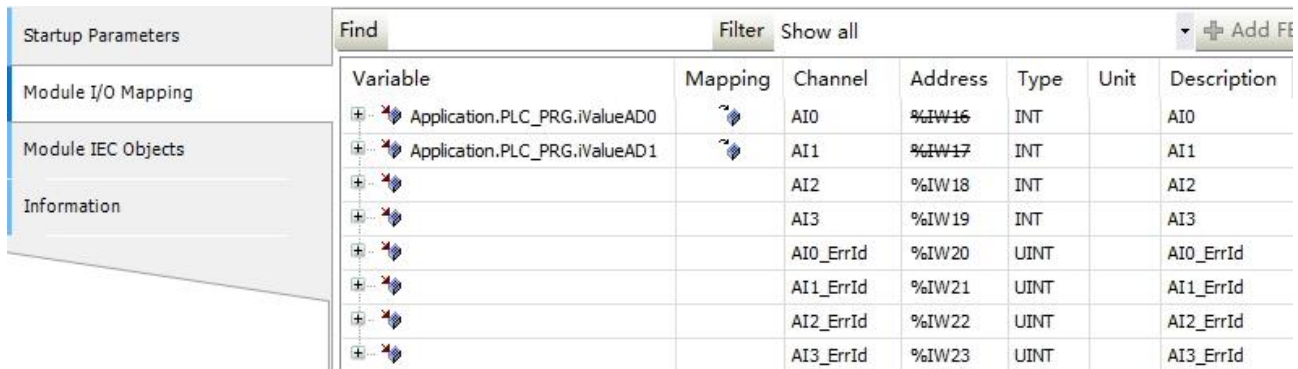 Startup Parameters
Module I/O Mapping
Module IEC Objects
Information
Find Filter Show all Add
Variable Mapping Channel Address Type Unit Description
Application.PLC_PRG.iValueAD0 AI0 %IW16 INT AI0
Application.PLC_PRG.iValueAD1 AI1 %IW17 INT AI1
AI2 %IW18 INT AI2
AI3 %IW19 INT AI3
AI0_ErrId %IW20 UINT AI0_ErrId
AI1_ErrId %IW21 UINT AI1_ErrId
AI2_ErrId %IW22 UINT AI2_ErrId
AI3_ErrId %IW23 UINT AI3_ErrId